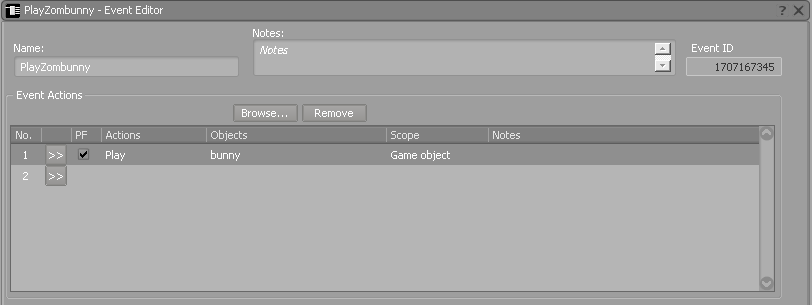 PlayZombunny - Event Editor
Name:
PlayZombunny
Notes:
Notes
Event ID
1707167345
Event Actions
Browse... Remove
No. PF Actions Objects Scope Notes
1 >> Play bunny Game object
2 >>